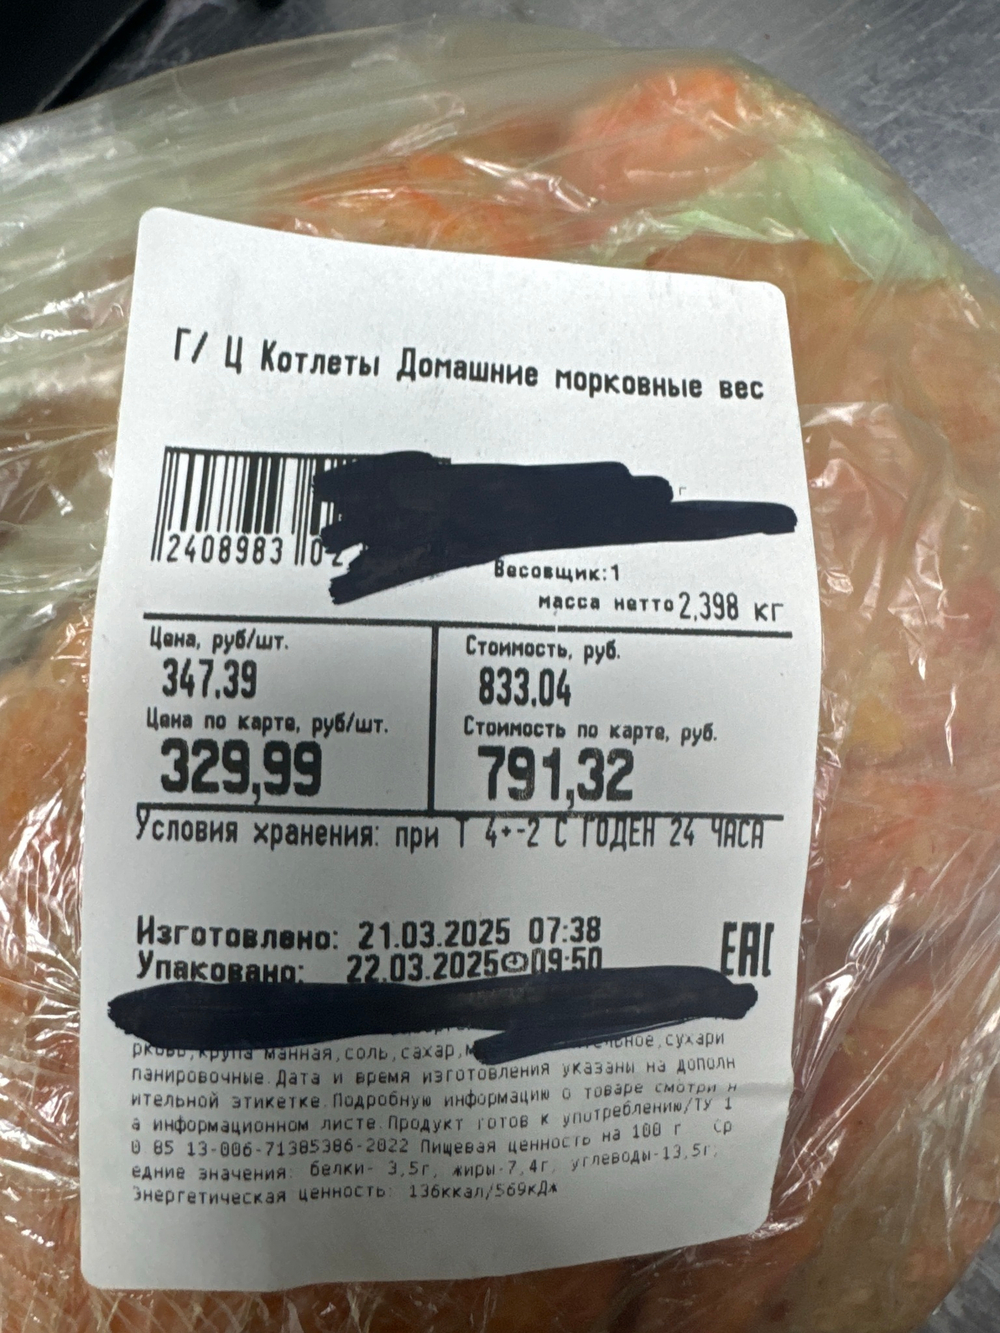 Г/ Ц Котлеты Домашние морковные вес
2408983 02
Весовщик:1
масса нетто 2,398 кг
Цена, руб/шт.
347.39
Стоимость, руб.
833.04
Цена по карте, руб/шт.
329,99
Стоимость по карте, руб.
791,32
Условия хранения: при Т 4+-2 С ГОДЕН 24 ЧАСА
Изготовлено: 21.03.2025 07:38
Упаковано: 22.03.2025 09:50
EAC
крупа манная,соль,сахар, сухари
панировочные.Дата и время изготовления указаны на дополн
ительной этикетке.Подробную информацию о товаре смотри н
а информационном листе.Продукт готов к употреблению/ТУ 1
0.85 13-006-71385386-2022 Пищевая ценность на 100 г Ср
едние значения: белки- 3,5г, жиры-7,4г, углеводы-13,5г,
Энергетическая ценность: 136ккал/569кДж